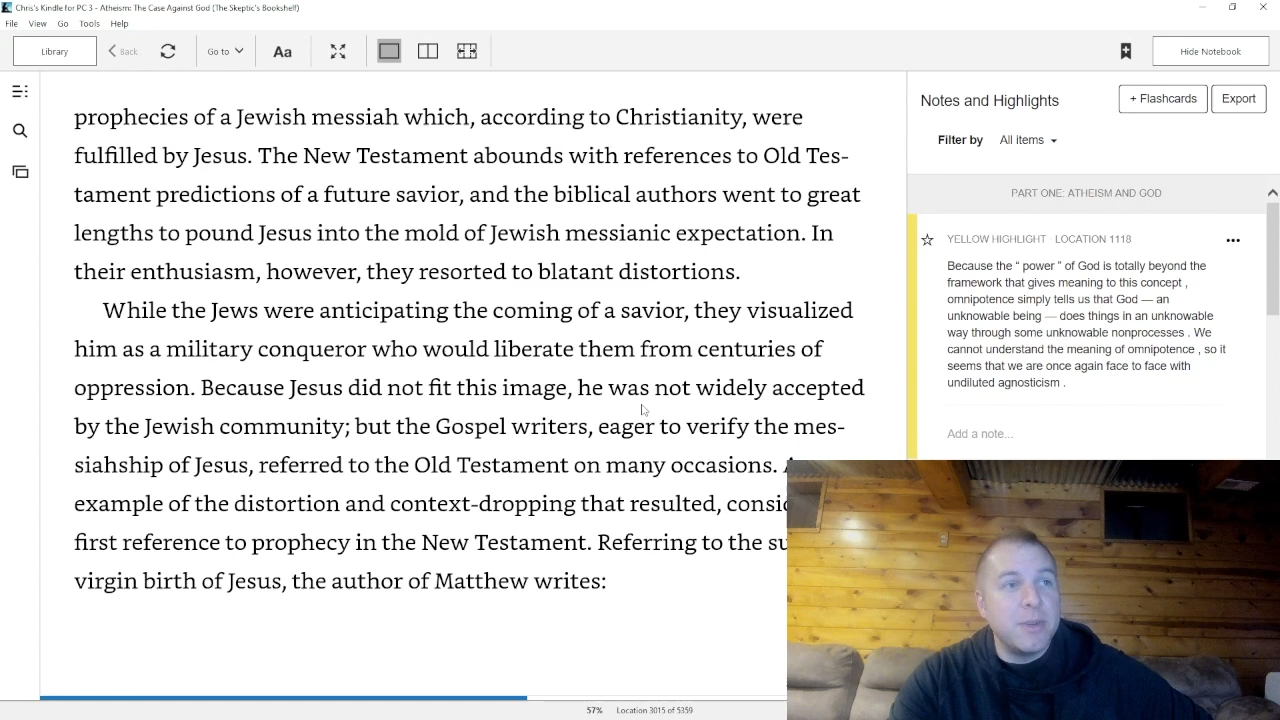 Chris's Kindle for PC 3 - Atheism: The Case Against God (The Skeptic's Bookshelf)
File View Go Tools Help
Library Back Go to Aa Hide Notebook
prophecies of a Jewish messiah which, according to Christianity, were
fulfilled by Jesus. The New Testament abounds with references to Old Tes-
tament predictions of a future savior, and the biblical authors went to great
lengths to pound Jesus into the mold of Jewish messianic expectation. In
their enthusiasm, however, they resorted to blatant distortions.
While the Jews were anticipating the coming of a savior, they visualized
him as a military conqueror who would liberate them from centuries of
oppression. Because Jesus did not fit this image, he was not widely accepted
by the Jewish community; but the Gospel writers, eager to verify the mes-
siahship of Jesus, referred to the Old Testament on many occasions.
example of the distortion and context-dropping that resulted,
first reference to prophecy in the New Testament. Referring to the
virgin birth of Jesus, the author of Matthew writes:
57% Location 3015 of 5359
Notes and Highlights + Flashcards Export
Filter by All items
PART ONE: ATHEISM AND GOD
YELLOW HIGHLIGHT · LOCATION 1118
Because the “ power ” of God is totally beyond the
framework that gives meaning to this concept ,
omnipotence simply tells us that God — an
unknowable being — does things in an unknowable
way through some unknowable nonprocesses . We
cannot understand the meaning of omnipotence , so it
seems that we are once again face to face with
undiluted agnosticism .
Add a note...